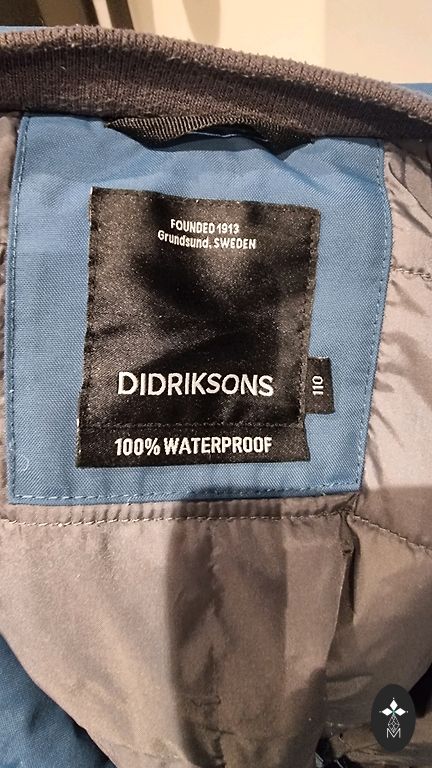 FOUNDED 1913
Grundsund, SWEDEN
DIDRIKSONS
110
100% WATERPROOF